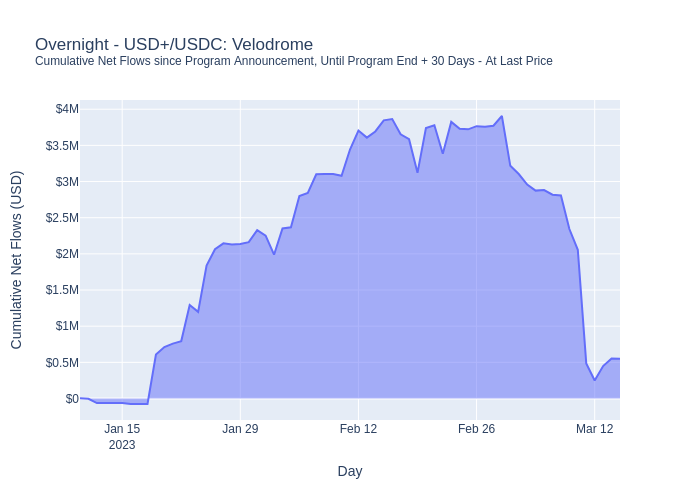 Overnight - USD+/USDC: Velodrome
Cumulative Net Flows since Program Announcement, Until Program End + 30 Days - At Last Price
Cumulative Net Flows (USD)
$4M
$3.5M
$3M
$2.5M
$2M
$1.5M
$1M
$0.5M
$0
Jan 15
2023
Jan 29
Feb 12
Feb 26
Mar 12
Day